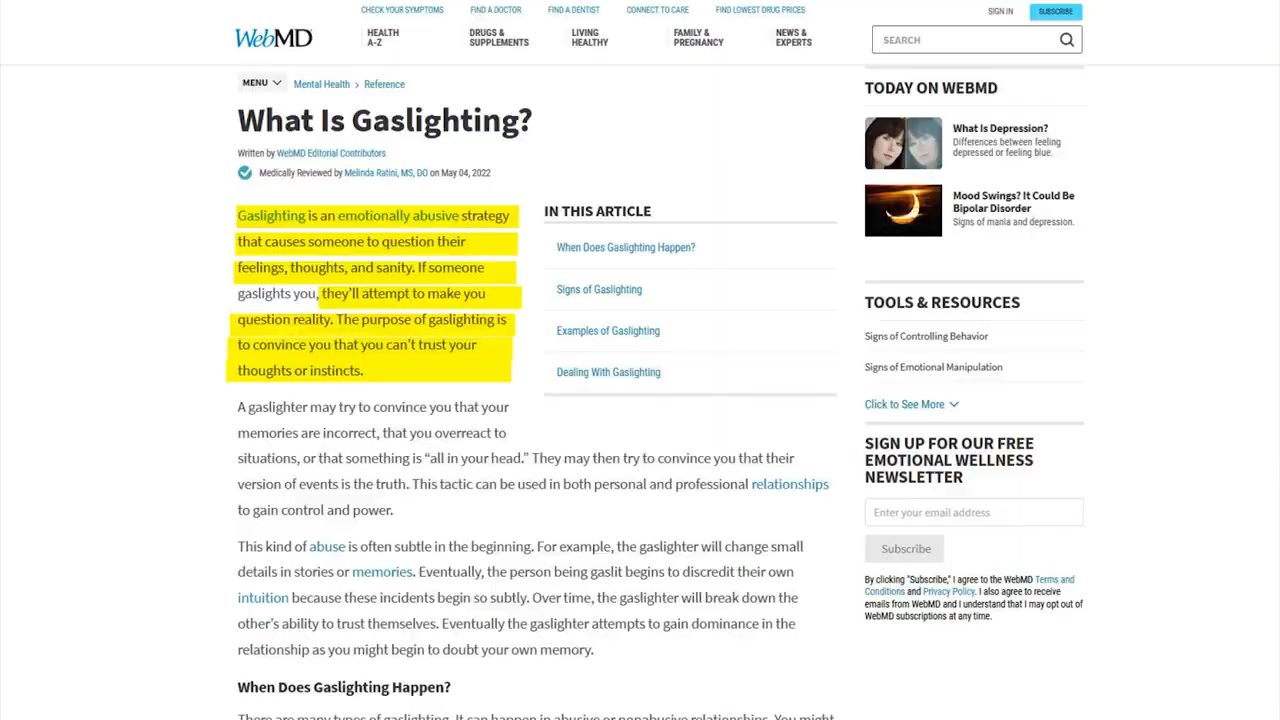 CHECK YOUR SYMPTOMS FIND A DOCTOR FIND A DENTIST CONNECT TO CARE FIND LOWEST DRUG PRICES SIGN IN SUBSCRIBE
WebMD
HEALTH
A-Z
DRUGS &
SUPPLEMENTS
LIVING
HEALTHY
FAMILY &
PREGNANCY
NEWS &
EXPERTS
SEARCH
MENU Mental Health > Reference
What Is Gaslighting?
Written by WebMD Editorial Contributors
Medically Reviewed by Melinda Ratini, MS, DO on May 04, 2022
Gaslighting is an emotionally abusive strategy
that causes someone to question their
feelings, thoughts, and sanity. If someone
gaslights you, they’ll attempt to make you
question reality. The purpose of gaslighting is
to convince you that you can’t trust your
thoughts or instincts.
IN THIS ARTICLE
When Does Gaslighting Happen?
Signs of Gaslighting
Examples of Gaslighting
Dealing With Gaslighting
A gaslighter may try to convince you that your
memories are incorrect, that you overreact to
situations, or that something is “all in your head.” They may then try to convince you that their
version of events is the truth. This tactic can be used in both personal and professional relationships
to gain control and power.
This kind of abuse is often subtle in the beginning. For example, the gaslighter will change small
details in stories or memories. Eventually, the person being gaslit begins to discredit their own
intuition because these incidents begin so subtly. Over time, the gaslighter will break down the
other’s ability to trust themselves. Eventually the gaslighter attempts to gain dominance in the
relationship as you might begin to doubt your own memory.
When Does Gaslighting Happen?
There are many types of gaslighting. It can happen in abusive or nonabusive relationships. You might
TODAY ON WEBMD
What Is Depression?
Differences between feeling
depressed or feeling blue.
Mood Swings? It Could Be
Bipolar Disorder
Signs of mania and depression.
TOOLS & RESOURCES
Signs of Controlling Behavior
Signs of Emotional Manipulation
Click to See More
SIGN UP FOR OUR FREE
EMOTIONAL WELLNESS
NEWSLETTER
Enter your email address
Subscribe
By clicking "Subscribe," I agree to the WebMD Terms and
Conditions and Privacy Policy. I also agree to receive
emails from WebMD and I understand that I may opt out of
WebMD subscriptions at any time.